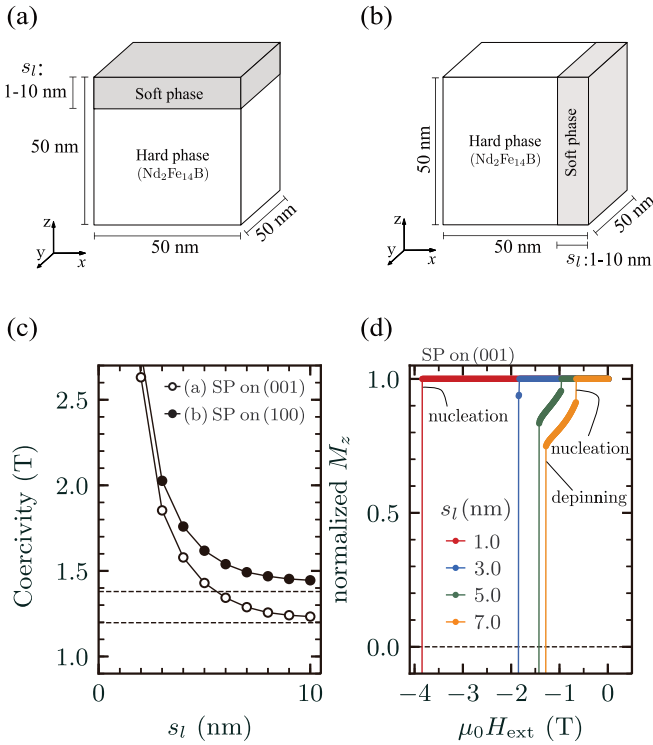 (a)
s_l:
1-10 nm
Soft phase
50 nm
Hard phase
(Nd₂Fe₁₄B)
z
y
x
50 nm
50 nm
(b)
50 nm
Hard phase
(Nd₂Fe₁₄B)
Soft phase
50 nm
50 nm
z
y
x
s_l:1-10 nm
(c)
(a) SP on (001)
(b) SP on (100)
Coercivity (T)
2.5
2.0
1.5
1.0
0
5
10
s_l (nm)
(d)
SP on (001)
normalized M_z
1.0
0.5
0.0
nucleation
nucleation
depinning
s_l (nm)
1.0
3.0
5.0
7.0
−4
−3
−2
−1
0
μ₀H_ext (T)